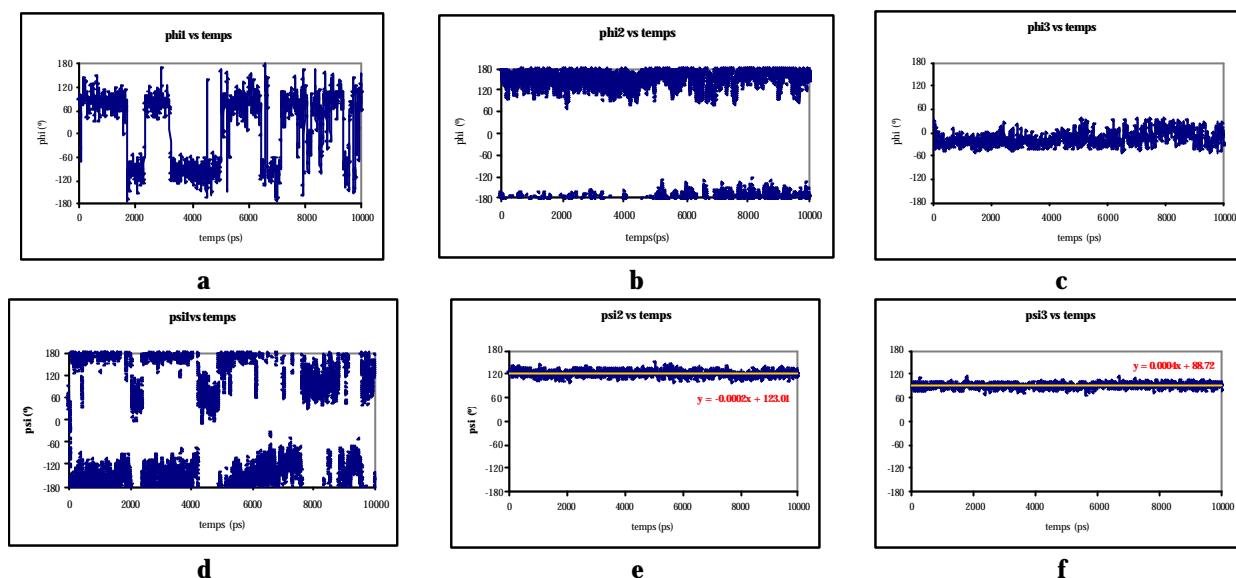 phi1 vs temps
phi (º)
180
120
60
0
-60
-120
-180
0 2000 4000 6000 8000 10000
temps (ps)
a
phi2 vs temps
phi (º)
180
120
60
0
-60
-120
-180
0 2000 4000 6000 8000 10000
temps(ps)
b
phi3 vs temps
phi (º)
180
120
60
0
-60
-120
-180
0 2000 4000 6000 8000 10000
temps (ps)
c
psi1vs temps
psi (º)
180
120
60
0
-60
-120
-180
0 2000 4000 6000 8000 10000
temps (ps)
d
psi2 vs temps
psi (º)
180
120
60
0
-60
-120
-180
y = -0.0002x + 123.01
0 2000 4000 6000 8000 10000
temps (ps)
e
psi3 vs temps
psi (º)
180
120
60
0
-60
-120
-180
y = 0.0004x + 88.72
0 2000 4000 6000 8000 10000
temps (ps)
f